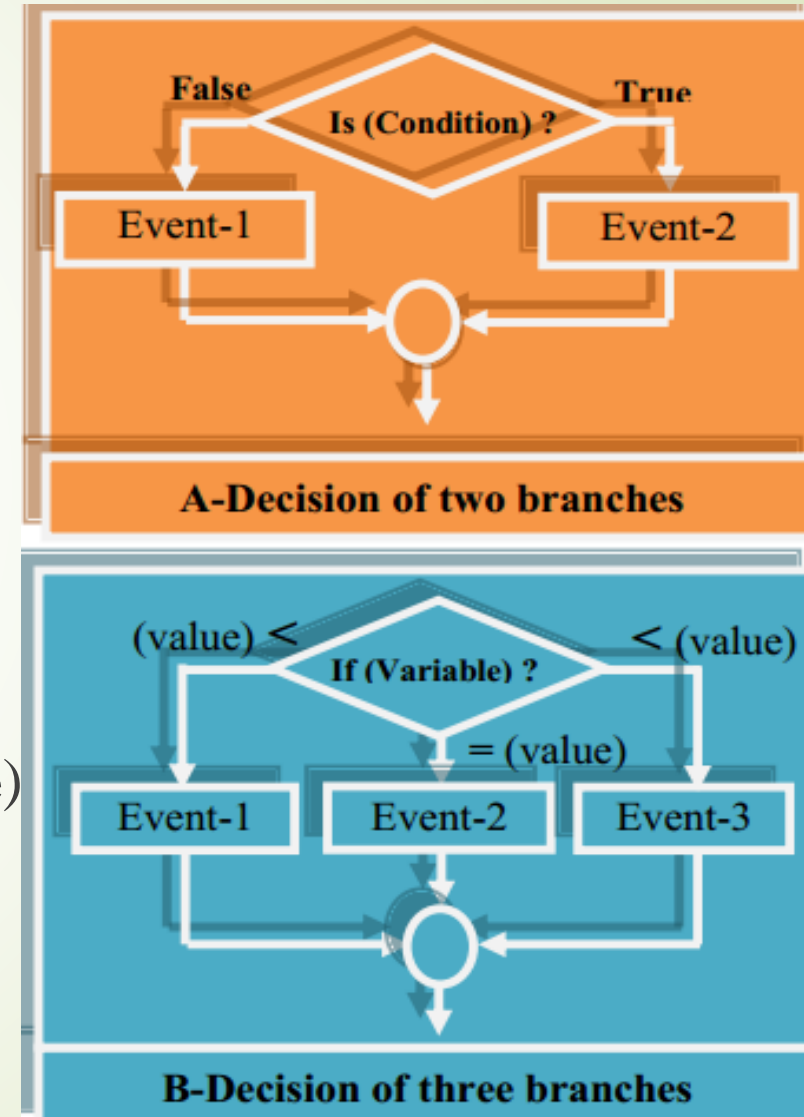 False
True
Is (Condition) ?
Event-1
Event-2
A-Decision of two branches
(value) <
< (value)
If (Variable) ?
= (value)
Event-1
Event-2
Event-3
B-Decision of three branches